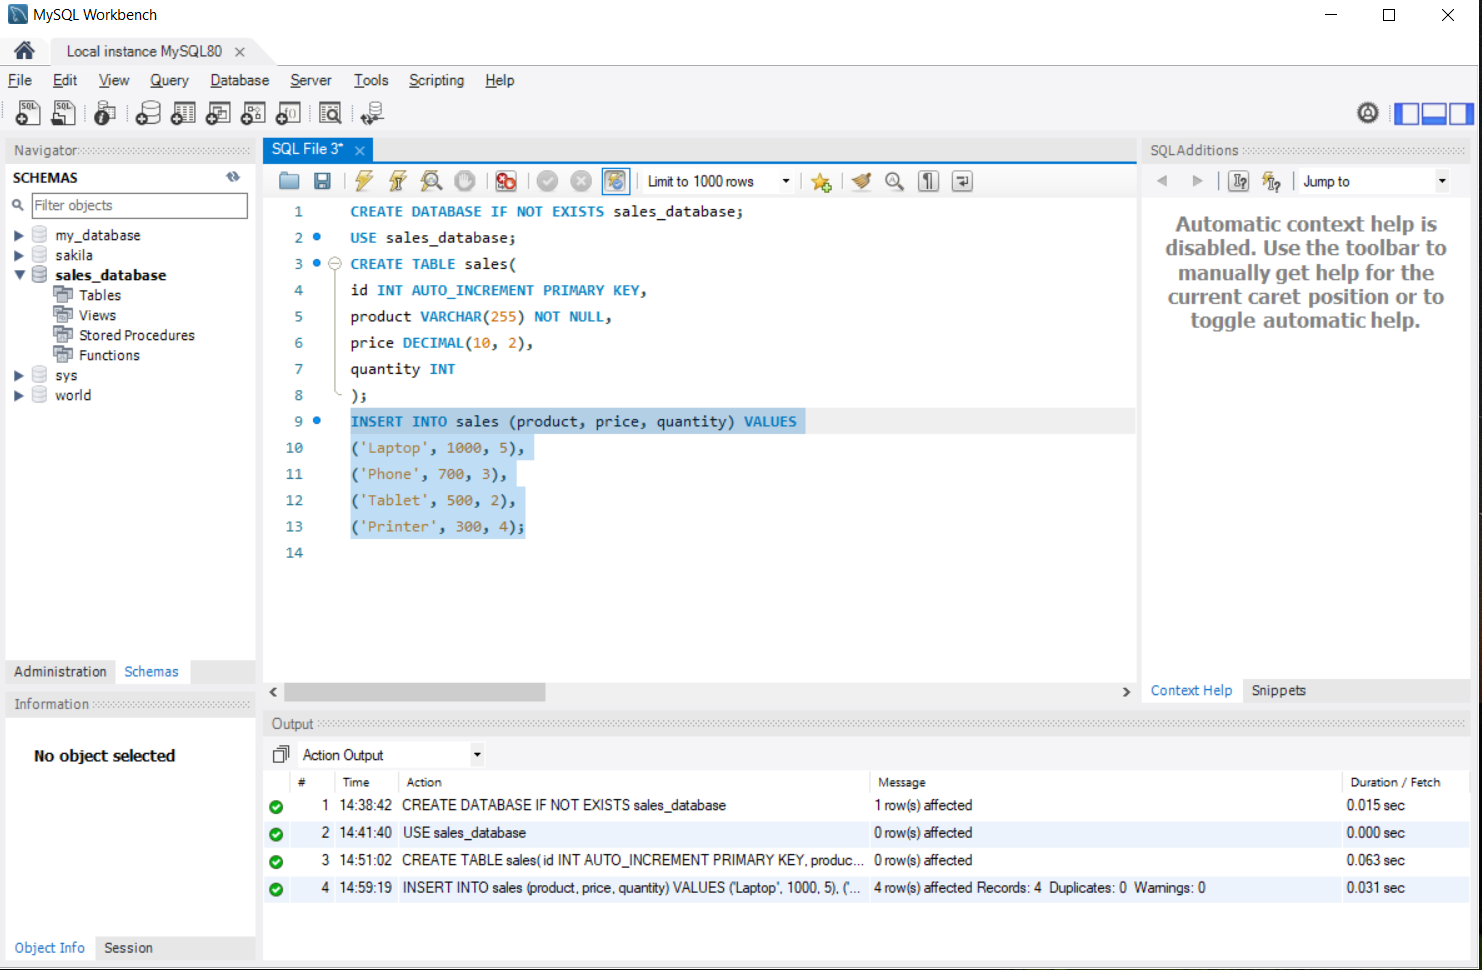 MySQL Workbench
Local instance MySQL80
File Edit View Query Database Server Tools Scripting Help
Navigator
SCHEMAS
Filter objects
my_database
sakila
sales_database
Tables
Views
Stored Procedures
Functions
sys
world
Administration Schemas
Information
No object selected
Object Info Session
SQL File 3*
Limit to 1000 rows
1 CREATE DATABASE IF NOT EXISTS sales_database;
2 USE sales_database;
3 CREATE TABLE sales(
4 id INT AUTO_INCREMENT PRIMARY KEY,
5 product VARCHAR(255) NOT NULL,
6 price DECIMAL(10, 2),
7 quantity INT
8 );
9 INSERT INTO sales (product, price, quantity) VALUES
10 ('Laptop', 1000, 5),
11 ('Phone', 700, 3),
12 ('Tablet', 500, 2),
13 ('Printer', 300, 4);
14
SQLAdditions
Jump to
Automatic context help is
disabled. Use the toolbar to
manually get help for the
current caret position or to
toggle automatic help.
Context Help Snippets
Output
Action Output
# Time Action Message Duration / Fetch
1 14:38:42 CREATE DATABASE IF NOT EXISTS sales_database 1 row(s) affected 0.015 sec
2 14:41:40 USE sales_database 0 row(s) affected 0.000 sec
3 14:51:02 CREATE TABLE sales( id INT AUTO_INCREMENT PRIMARY KEY, produc... 0 row(s) affected 0.063 sec
4 14:59:19 INSERT INTO sales (product, price, quantity) VALUES ('Laptop', 1000, 5), ('... 4 row(s) affected Records: 4 Duplicates: 0 Warnings: 0 0.031 sec